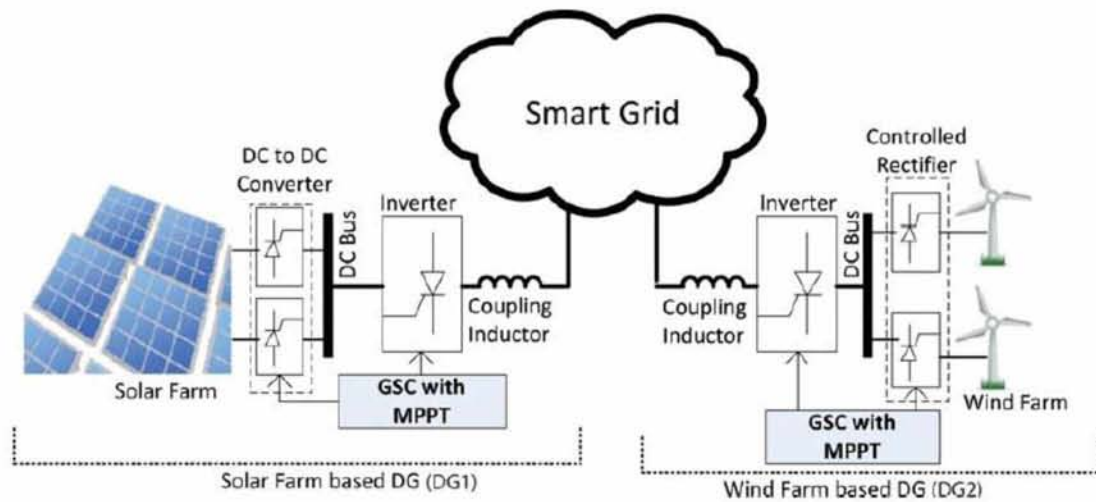 Smart Grid
DC to DC
Converter
Inverter
DC Bus
Coupling
Inductor
GSC with
MPPT
Solar Farm
Solar Farm based DG (DG1)
Controlled
Rectifier
Inverter
DC Bus
Coupling
Inductor
GSC with
MPPT
Wind Farm
Wind Farm based DG (DG2)